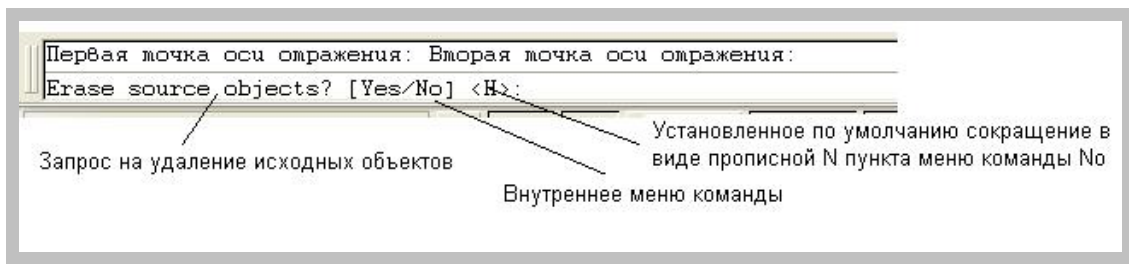 Первая точка оси отражения: Вторая точка оси отражения:
Erase source objects? [Yes/No] <Н>:
Запрос на удаление исходных объектов
Установленное по умолчанию сокращение в
виде прописной N пункта меню команды No
Внутреннее меню команды